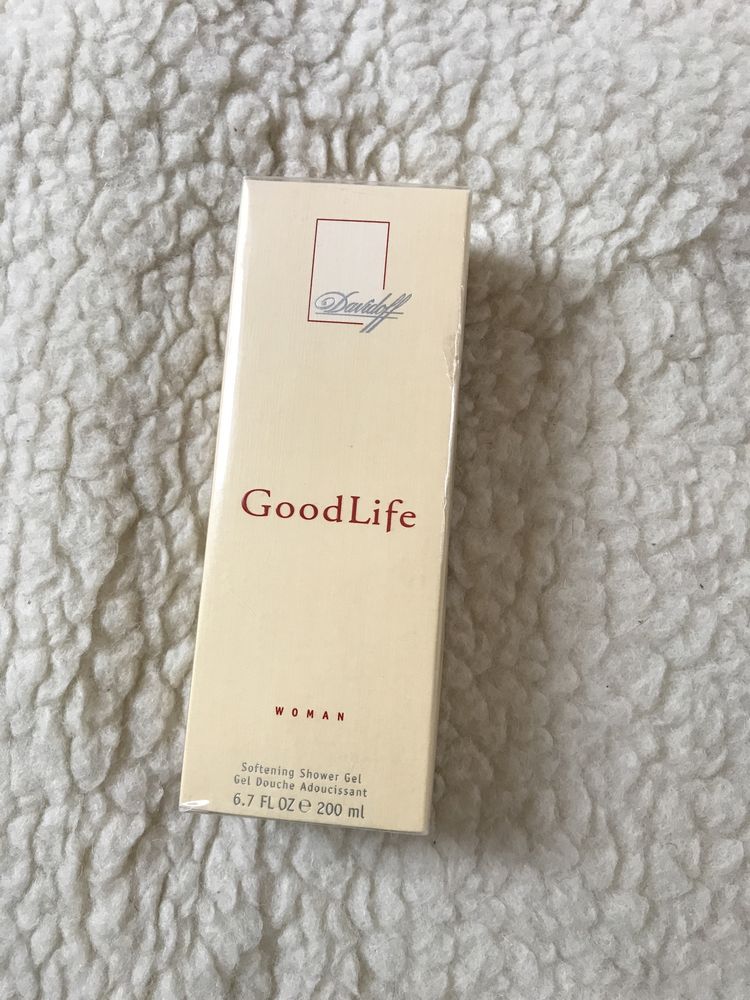 Davidoff
GoodLife
WOMAN
Softening Shower Gel
Gel Douche Adoucissant
6.7 FL OZ ℮ 200 ml